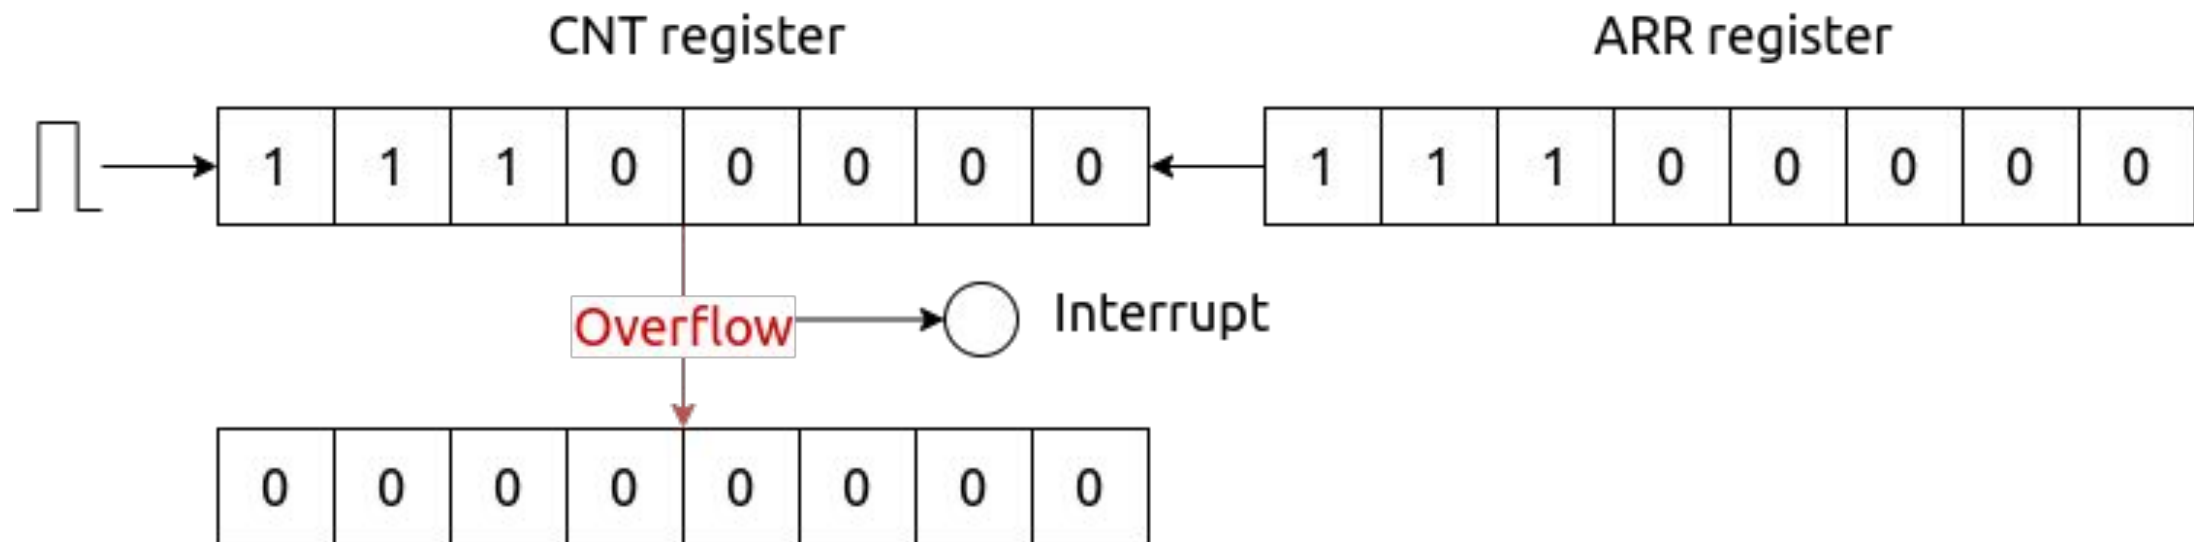 CNT register
ARR register
1 1 1 0 0 0 0 0
1 1 1 0 0 0 0 0
Overflow
Interrupt
0 0 0 0 0 0 0 0